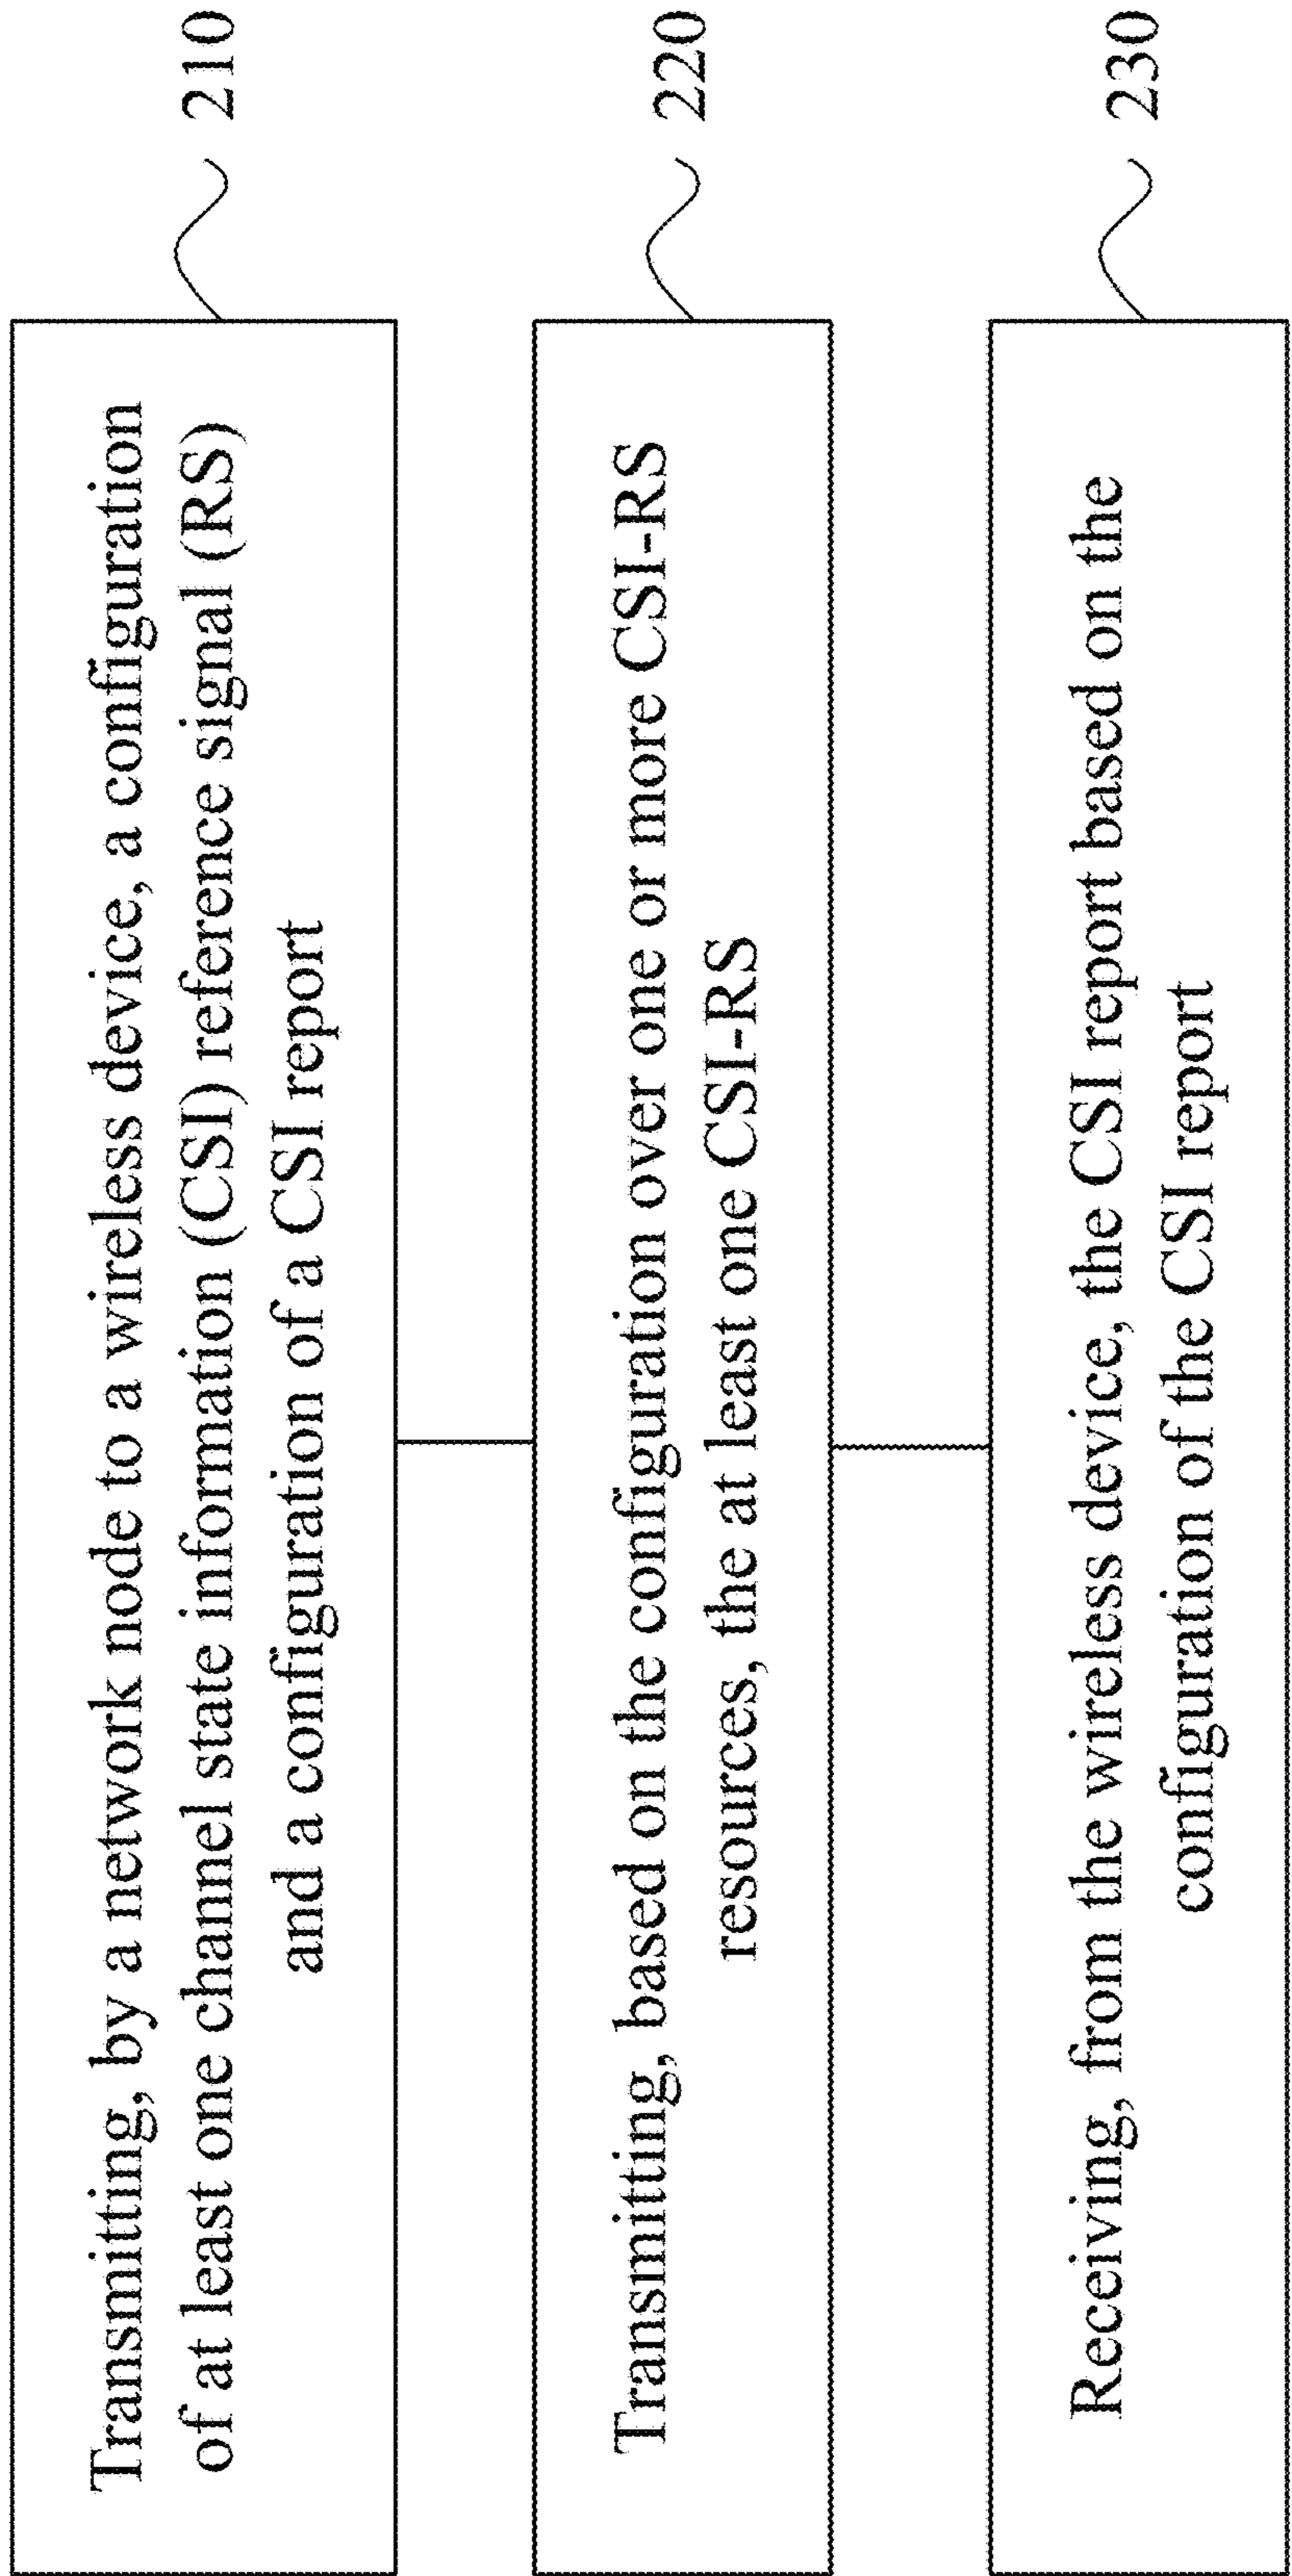 Transmitting, by a network node to a wireless device, a configuration
of at least one channel state information (CSI) reference signal (RS)
and a configuration of a CSI report
210
Transmitting, based on the configuration over one or more CSI-RS
resources, the at least one CSI-RS
220
Receiving, from the wireless device, the CSI report based on the
configuration of the CSI report
230